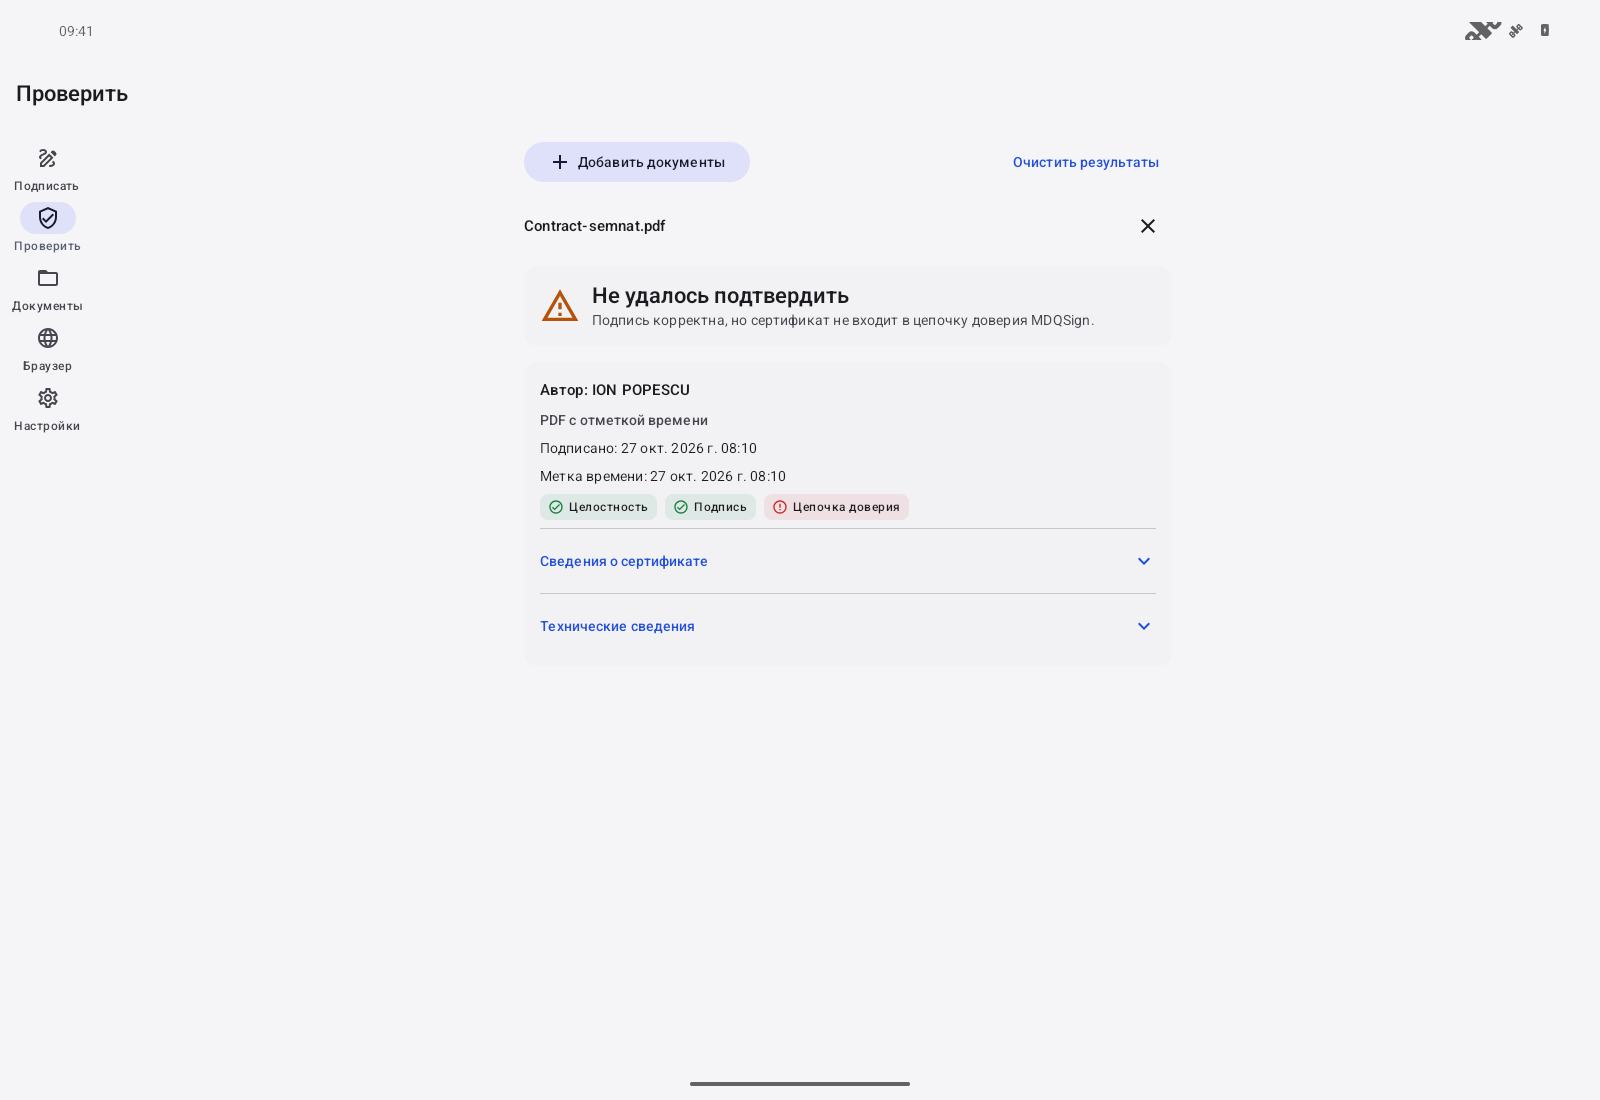 09:41
Проверить
Подписать
Проверить
Документы
Браузер
Настройки
Добавить документы
Очистить результаты
Contract-semnat.pdf
Не удалось подтвердить
Подпись корректна, но сертификат не входит в цепочку доверия MDQSign.
Автор: ION POPESCU
PDF с отметкой времени
Подписано: 27 окт. 2026 г. 08:10
Метка времени: 27 окт. 2026 г. 08:10
Целостность
Подпись
Цепочка доверия
Сведения о сертификате
Технические сведения